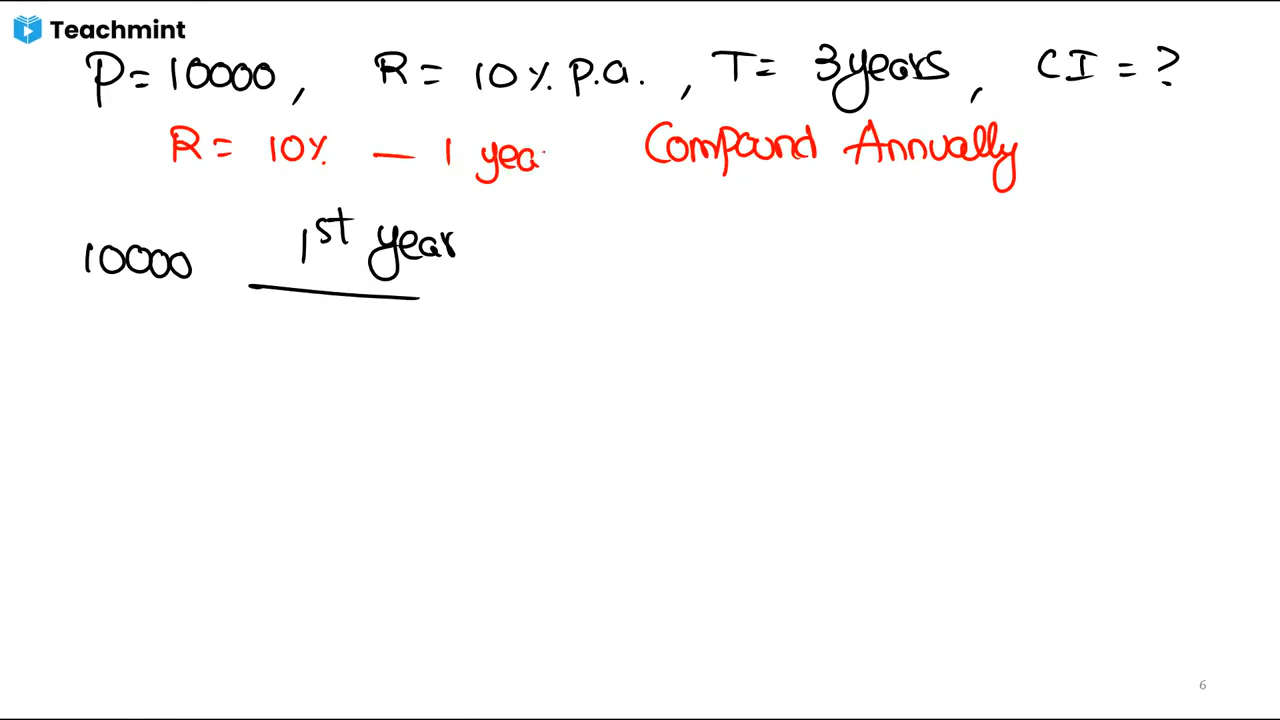 Teachmint
P = 10000, R = 10% p.a., T = 3 years, CI = ?
R = 10% — 1 yea Compound Annually
10000 1st year
6